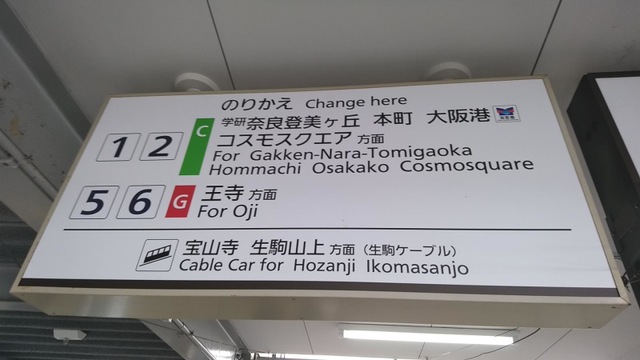 のりかえ Change here
1 2 C 学研奈良登美ヶ丘 本町 大阪港
コスモスクエア 方面
For Gakken-Nara-Tomigaoka
Hommachi Osakako Cosmosquare
5 6 G 王寺 方面
For Oji
宝山寺 生駒山上 方面 (生駒ケーブル)
Cable Car for Hozanji Ikomasanjo